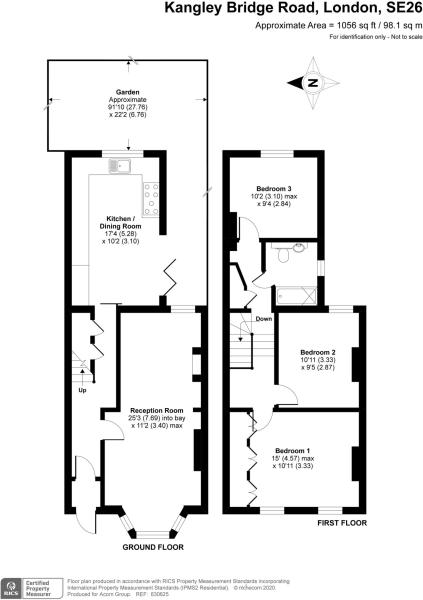 Kangley Bridge Road, London, SE26
Approximate Area = 1056 sq ft / 98.1 sq m
For identification only - Not to scale
N
Garden
Approximate
91'10 (27.76)
x 22'2 (6.76)
Kitchen /
Dining Room
17'4 (5.28)
x 10'2 (3.10)
Up
Reception Room
25'3 (7.69) into bay
x 11'2 (3.40) max
GROUND FLOOR
Bedroom 3
10'2 (3.10) max
x 9'4 (2.84)
Down
Bedroom 2
10'11 (3.33)
x 9'5 (2.87)
Bedroom 1
15' (4.57) max
x 10'11 (3.33)
FIRST FLOOR
RICS
Certified
Property
Measurer
Floor plan produced in accordance with RICS Property Measurement Standards incorporating
International Property Measurement Standards (IPMS2 Residential). © nichecom 2020.
Produced for Acorn Group. REF: 630625